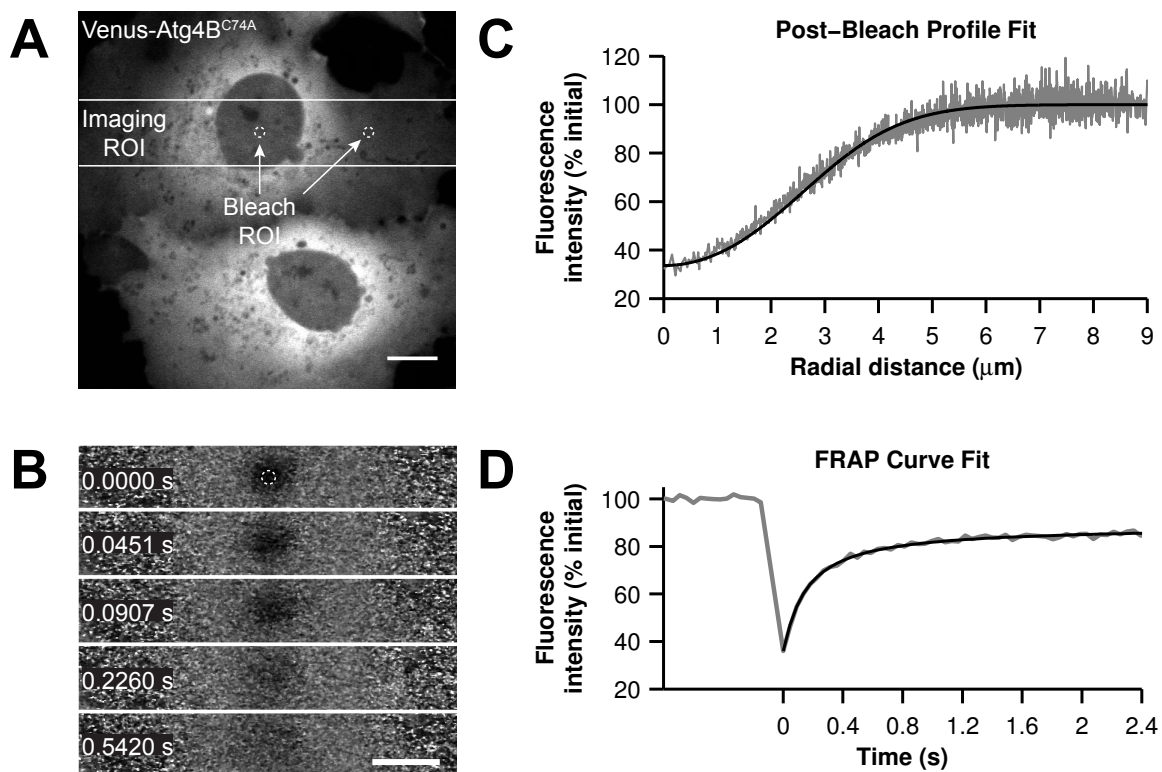 A
Venus-Atg4B^C74A
Imaging
ROI
Bleach
ROI
B
0.0000 s
0.0451 s
0.0907 s
0.2260 s
0.5420 s
C
Post−Bleach Profile Fit
Fluorescence
intensity (% initial)
120
100
80
60
40
20
0 1 2 3 4 5 6 7 8 9
Radial distance (μm)
D
FRAP Curve Fit
Fluorescence
intensity (% initial)
100
80
60
40
20
0 0.4 0.8 1.2 1.6 2.0 2.4
Time (s)